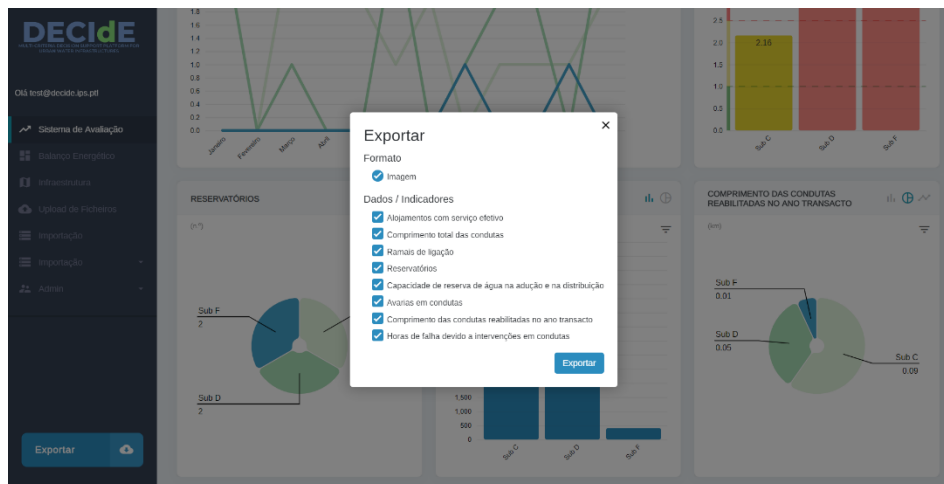 DECIdE
Olá test@decide.ips.pt!
Sistema de Avaliação
Balanço Energético
Infraestrutura
Upload de Ficheiros
Importação
Importação
Admin
Exportar
1.8
1.6
1.4
1.2
1.0
0.8
0.6
0.4
0.2
0.0
Janeiro
Fevereiro
Março
Abril
2.5
2.0
1.5
1.0
0.5
0.0
2.16
Sub C
Sub D
Sub F
RESERVATÓRIOS
(n.º)
Sub F
2
Sub D
2
Exportar
×
Formato
Imagem
Dados / Indicadores
Alojamentos com serviço efetivo
Comprimento total das condutas
Ramais de ligação
Reservatórios
Capacidade de reserva de água na adução e na distribuição
Avarias em condutas
Comprimento das condutas reabilitadas no ano transacto
Horas de falha devido a intervenções em condutas
Exportar
1,500
1,000
500
0
Sub C
Sub D
Sub F
COMPRIMENTO DAS CONDUTAS
REABILITADAS NO ANO TRANSACTO
(km)
Sub F
0.01
Sub D
0.05
Sub C
0.09